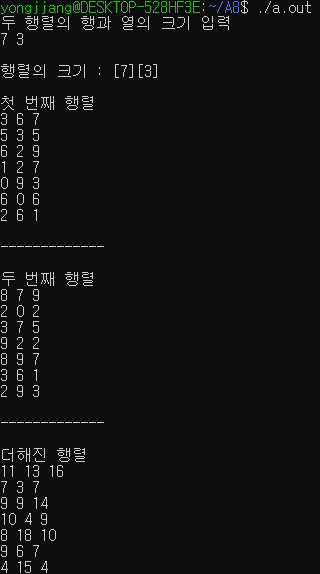 yongjiang@DESKTOP-528HF3E:~/A8$ ./a.out
두 행렬의 행과 열의 크기 입력
7 3
행렬의 크기 : [7][3]
첫 번째 행렬
3 6 7
5 3 5
6 2 9
1 2 7
0 9 3
6 0 6
2 6 1
-------------
두 번째 행렬
8 7 9
2 0 2
3 7 5
9 2 2
8 9 7
3 6 1
2 9 3
-------------
더해진 행렬
11 13 16
7 3 7
9 9 14
10 4 9
8 18 10
9 6 7
4 15 4